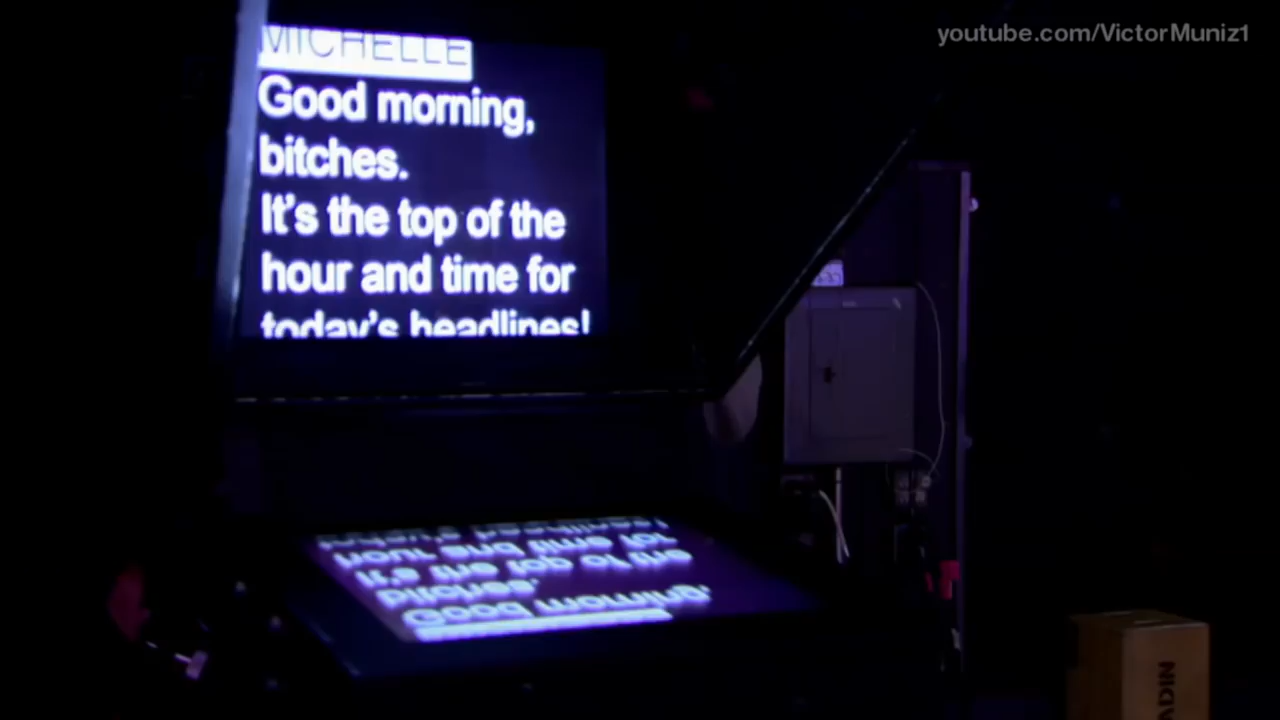 youtube.com/VictorMuniz1
MICHELLE
Good morning,
bitches.
It's the top of the
hour and time for
today's headlines!